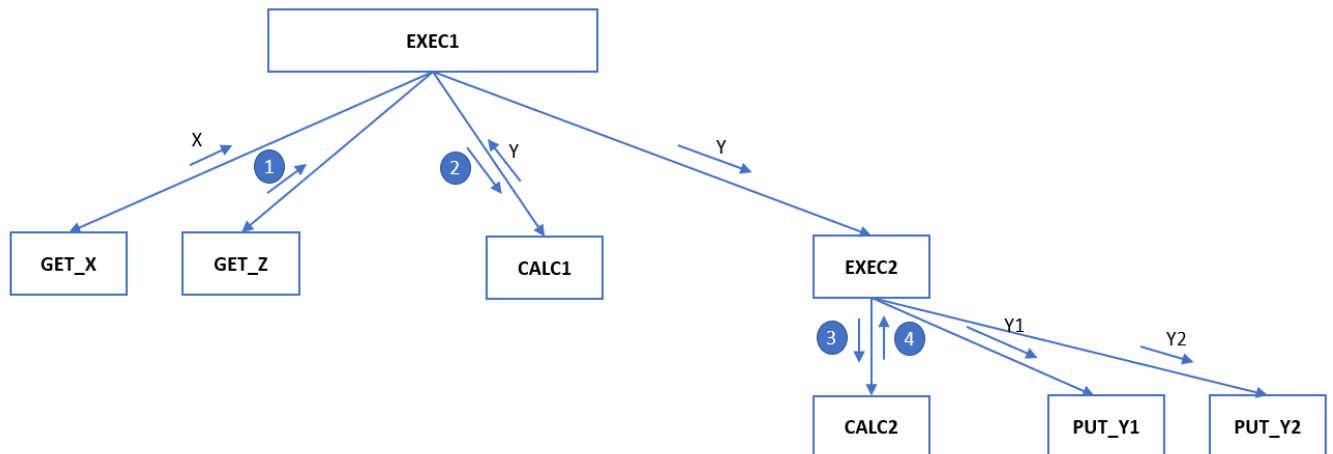 EXEC1
X
1
2
Y
Y
GET_X
GET_Z
CALC1
EXEC2
3
4
Y1
Y2
CALC2
PUT_Y1
PUT_Y2